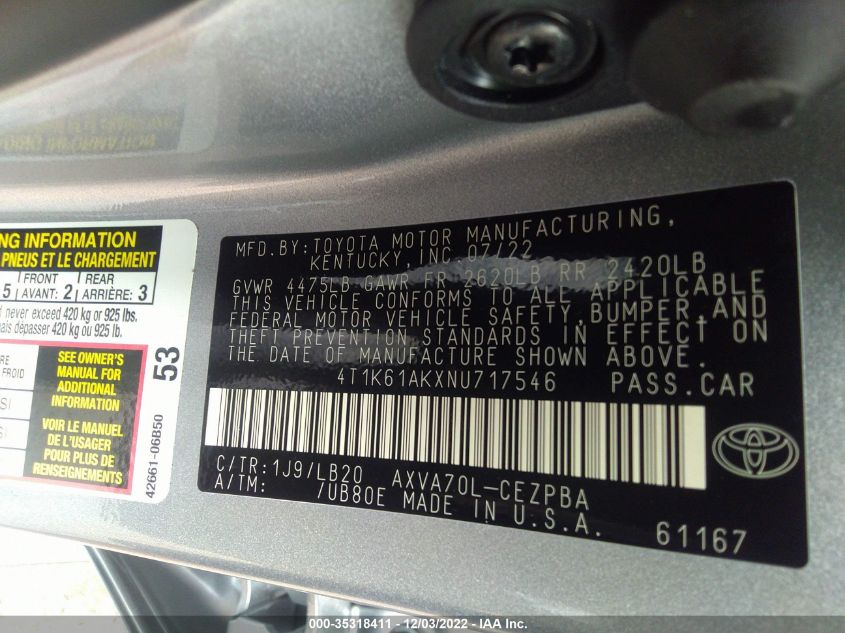 MFD.BY:TOYOTA MOTOR MANUFACTURING,
KENTUCKY, INC. 07/22
GVWR 4475LB GAWR FR 2620LB RR 2420LB
THIS VEHICLE CONFORMS TO ALL APPLICABLE
FEDERAL MOTOR VEHICLE SAFETY,BUMPER,AND
THEFT PREVENTION STANDARDS IN EFFECT ON
THE DATE OF MANUFACTURE SHOWN ABOVE.
4T1K61AKXNU717546 PASS.CAR
C/TR:1J9/LB20 AXVA70L-CEZPBA
A/TM: /UB80E MADE IN U.S.A.
61167
NG INFORMATION
PNEUS ET LE CHARGEMENT
5 FRONT 2 REAR 3
AVANT: ARRIÈRE:
never exceed 420 kg or 925 lbs.
dépasser 420 kg ou 925 lb.
SEE OWNER'S
MANUAL FOR
ADDITIONAL
INFORMATION
VOIR LE MANUEL
DE L'USAGER
POUR PLUS DE
RENSEIGNEMENTS
53
42661-06B50
000-35318411 - 12/03/2022 - IAA Inc.